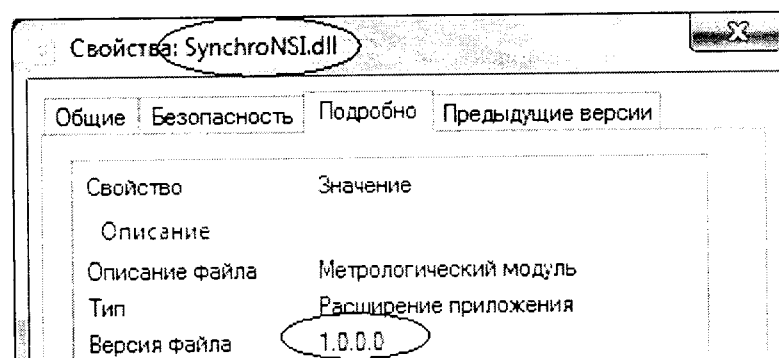 Свойства: SynchroNSI.dll
Общие Безопасность Подробно Предыдущие версии
Свойство Значение
Описание
Описание файла Метрологический модуль
Тип Расширение приложения
Версия файла 1.0.0.0